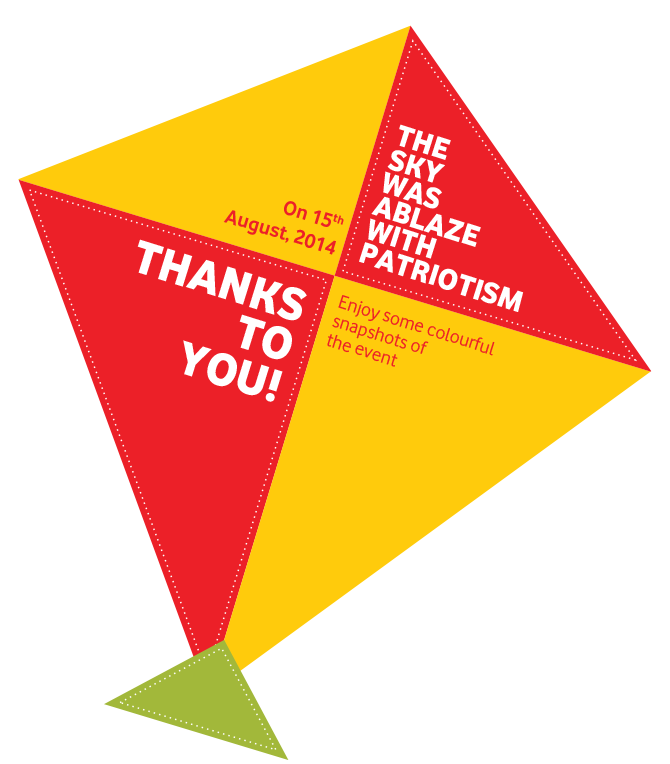 On 15th
August, 2014
THANKS
TO
YOU!
THE
SKY
WAS
ABLAZE
WITH
PATRIOTISM
Enjoy some colourful
snapshots of
the event